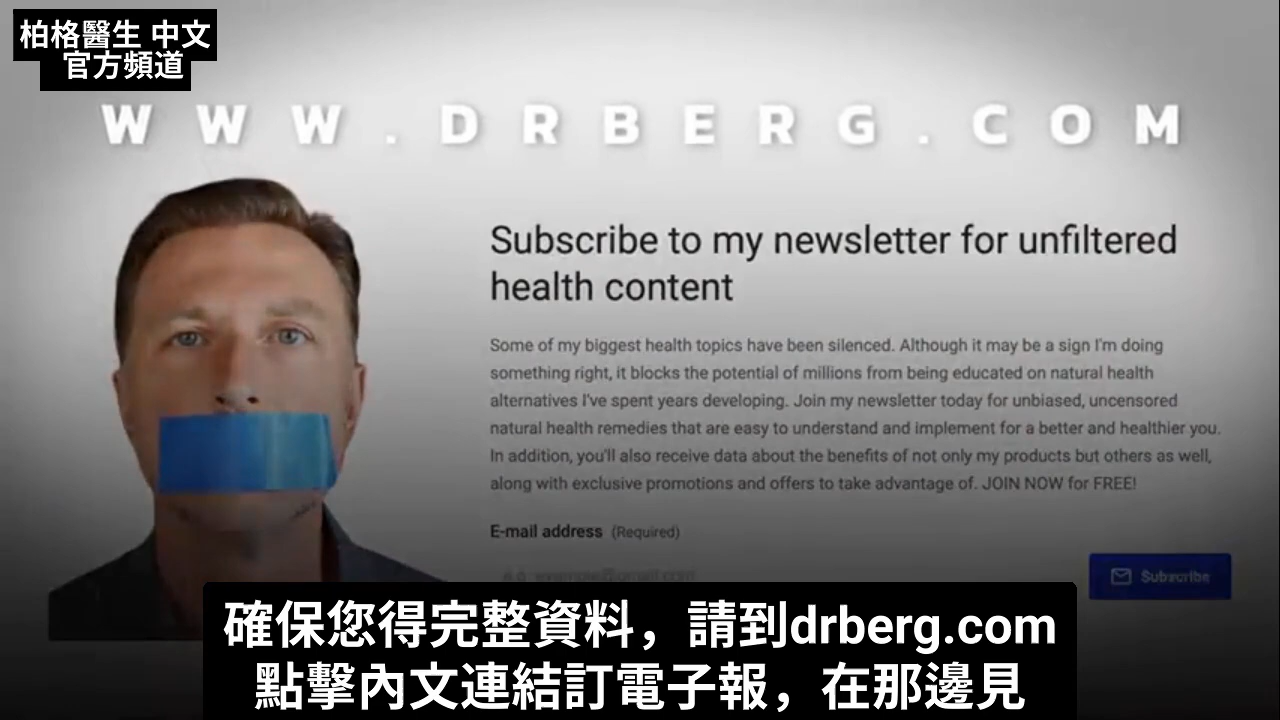 柏格醫生 中文
官方頻道
WWW.DRBERG.COM
Subscribe to my newsletter for unfiltered
health content
Some of my biggest health topics have been silenced. Although it may be a sign I'm doing
something right, it blocks the potential of millions from being educated on natural health
alternatives I've spent years developing. Join my newsletter today for unbiased, uncensored
natural health remedies that are easy to understand and implement for a better and healthier you.
In addition, you'll also receive data about the benefits of not only my products but others as well,
along with exclusive promotions and offers to take advantage of. JOIN NOW for FREE!
E-mail address (Required)
Subscribe
確保您得完整資料，請到drberg.com
點擊內文連結訂電子報，在那邊見